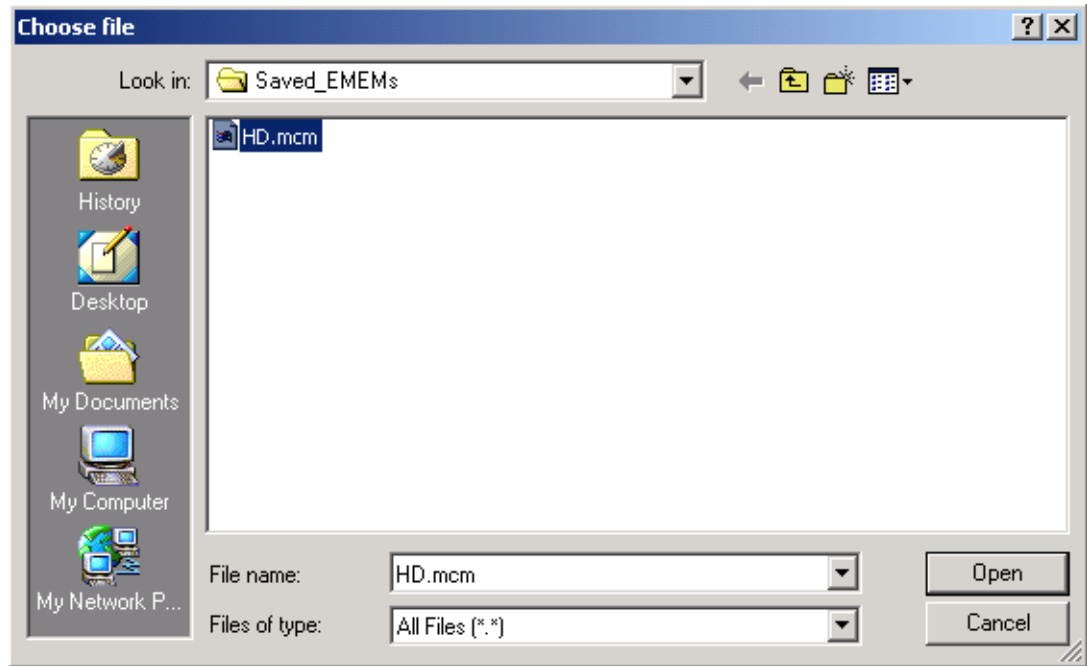 Choose file
Look in: Saved_EMEMs
HD.mcm
History
Desktop
My Documents
My Computer
My Network P...
File name: HD.mcm
Open
Files of type: All Files (*.*)
Cancel